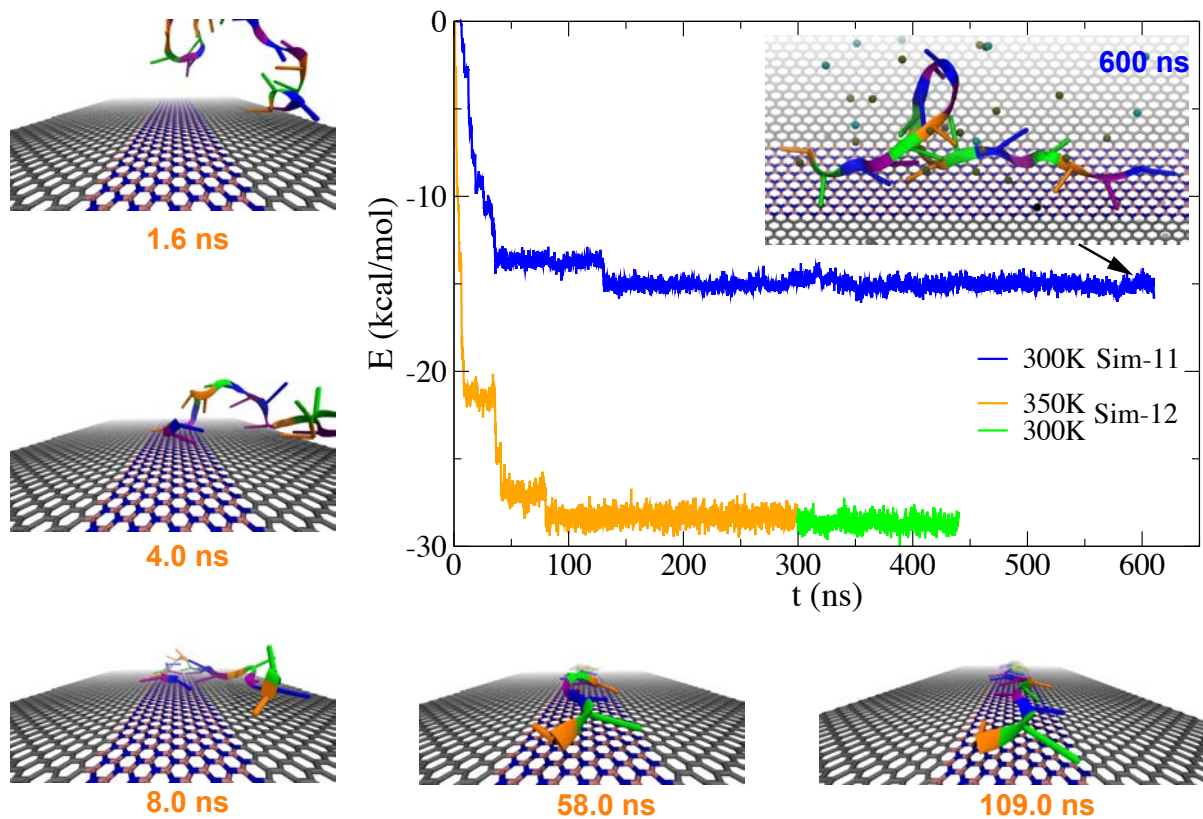 1.6 ns
4.0 ns
8.0 ns
58.0 ns
109.0 ns
E (kcal/mol)
0
-10
-20
-30
0
100
200
300
400
500
600
t (ns)
600 ns
300K Sim-11
350K
Sim-12
300K